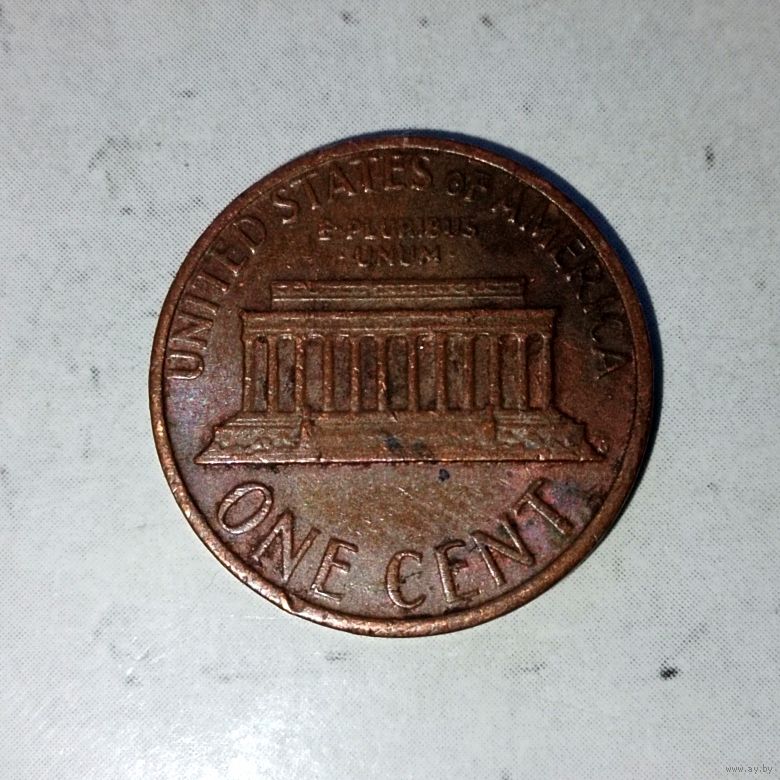 UNITED STATES OF AMERICA
E·PLURIBUS
·UNUM·
ONE CENT
www.ay.by